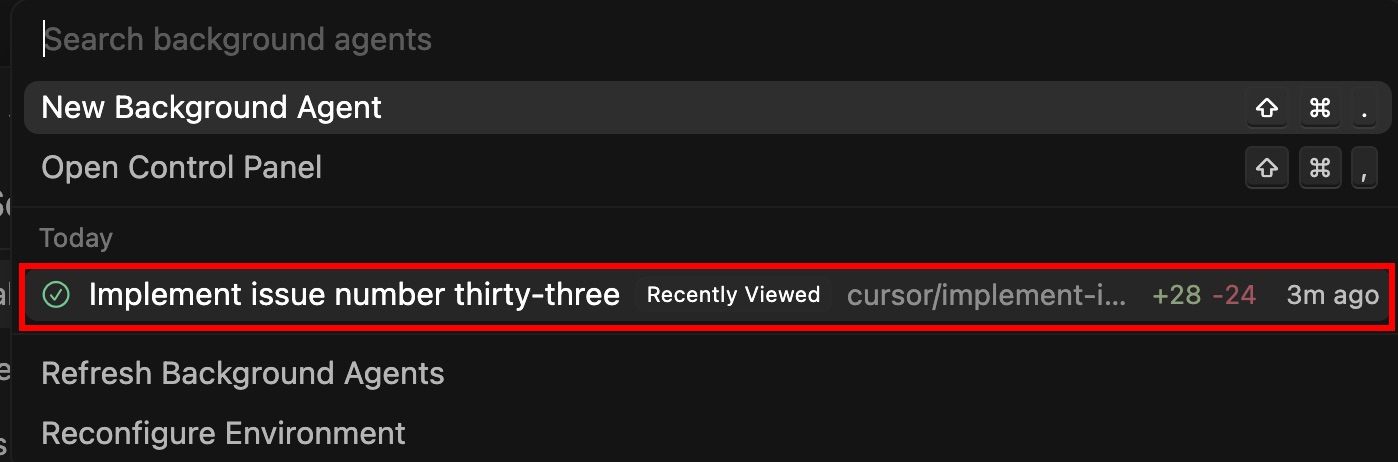 Search background agents
New Background Agent ⇧ ⌘ .
Open Control Panel ⇧ ⌘ ,
Today
Implement issue number thirty-three Recently Viewed cursor/implement-i... +28 -24 3m ago
Refresh Background Agents
Reconfigure Environment